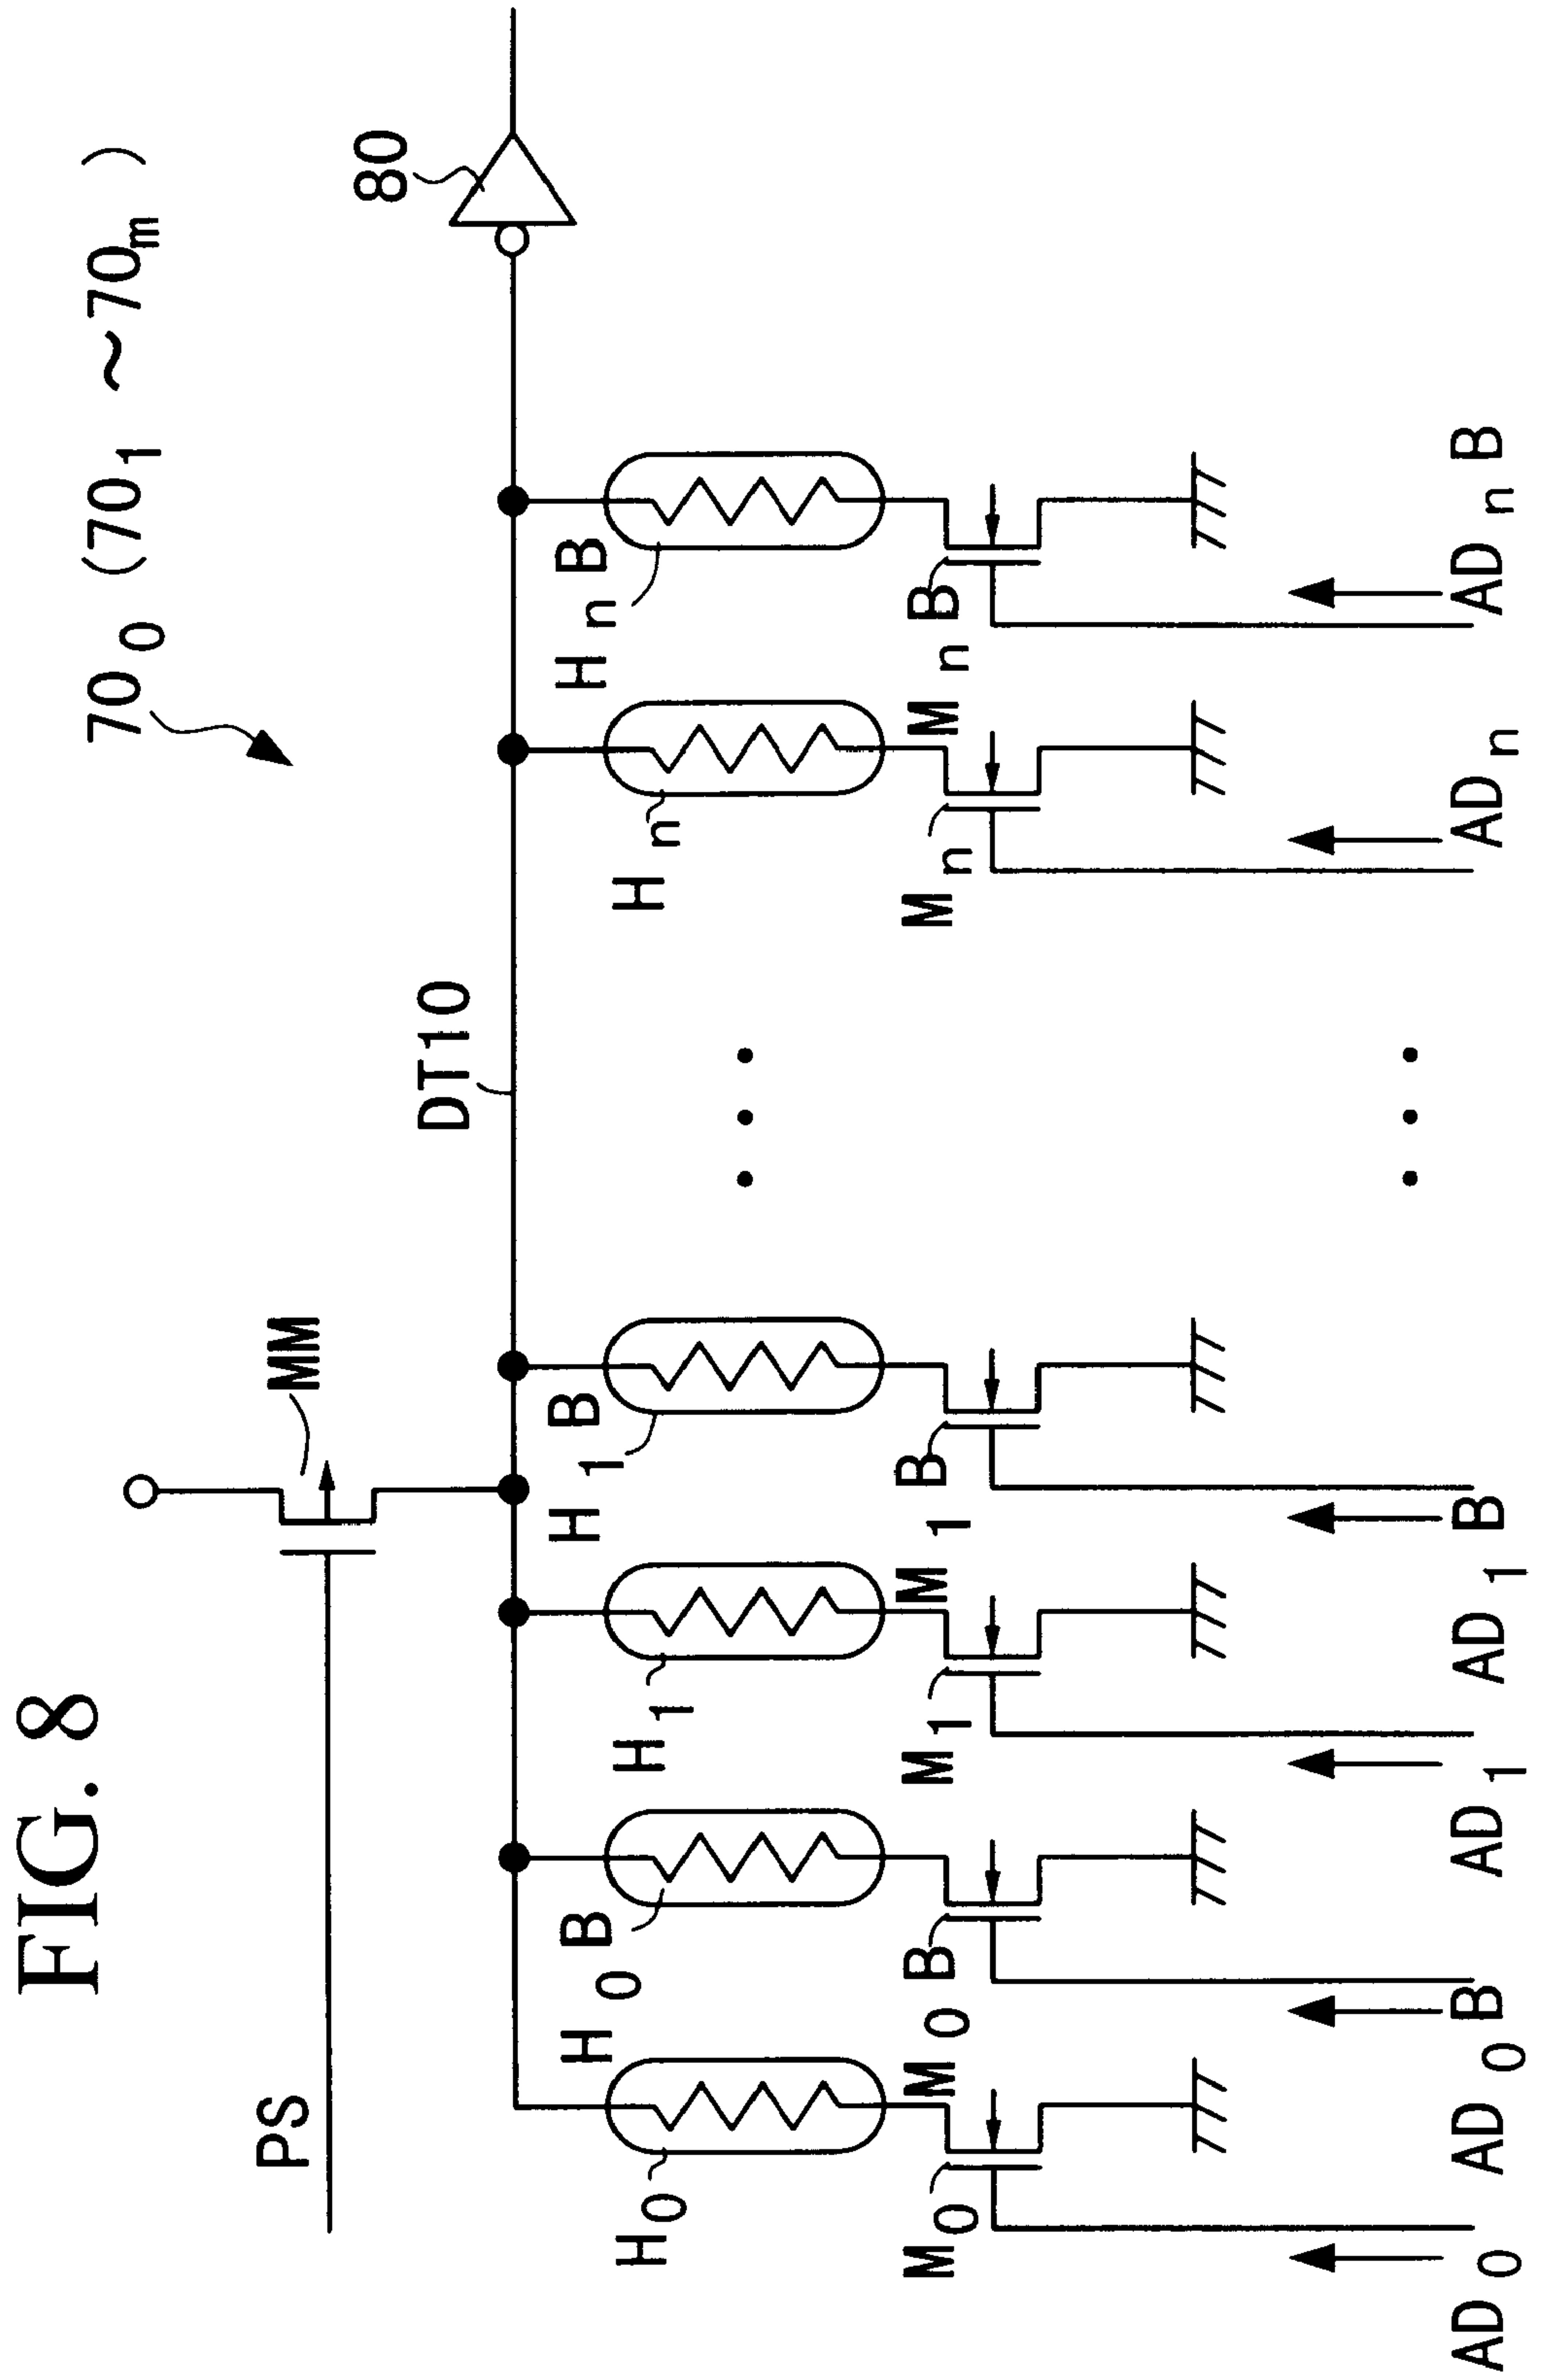 FIG. 8
70₀ (70₁ ~70ₘ)
PS
MM
DT10
80
H₀
H₀B
H₁
H₁B
Hₙ
HₙB
M₀
M₀B
M₁
M₁B
Mₙ
MₙB
AD₀
AD₀B
AD₁
AD₁B
ADₙ
ADₙB